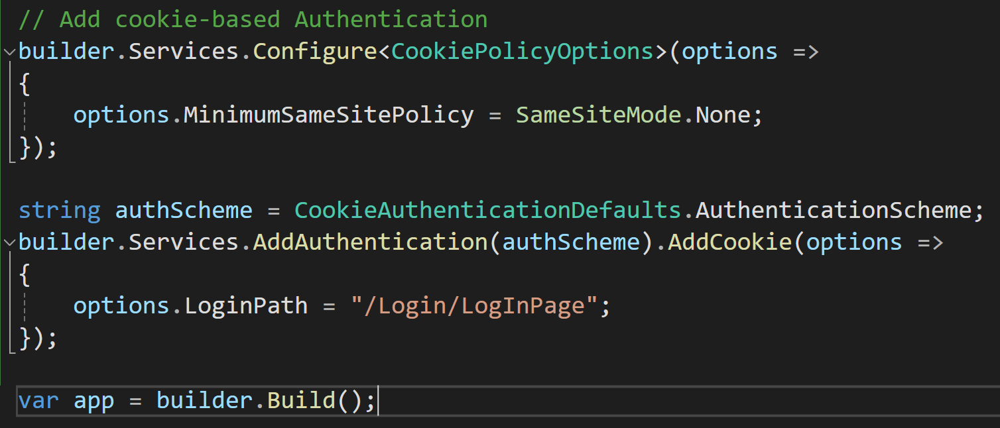 // Add cookie-based Authentication
builder.Services.Configure<CookiePolicyOptions>(options =>
{
    options.MinimumSameSitePolicy = SameSiteMode.None;
});

string authScheme = CookieAuthenticationDefaults.AuthenticationScheme;
builder.Services.AddAuthentication(authScheme).AddCookie(options =>
{
    options.LoginPath = "/Login/LogInPage";
});

var app = builder.Build();